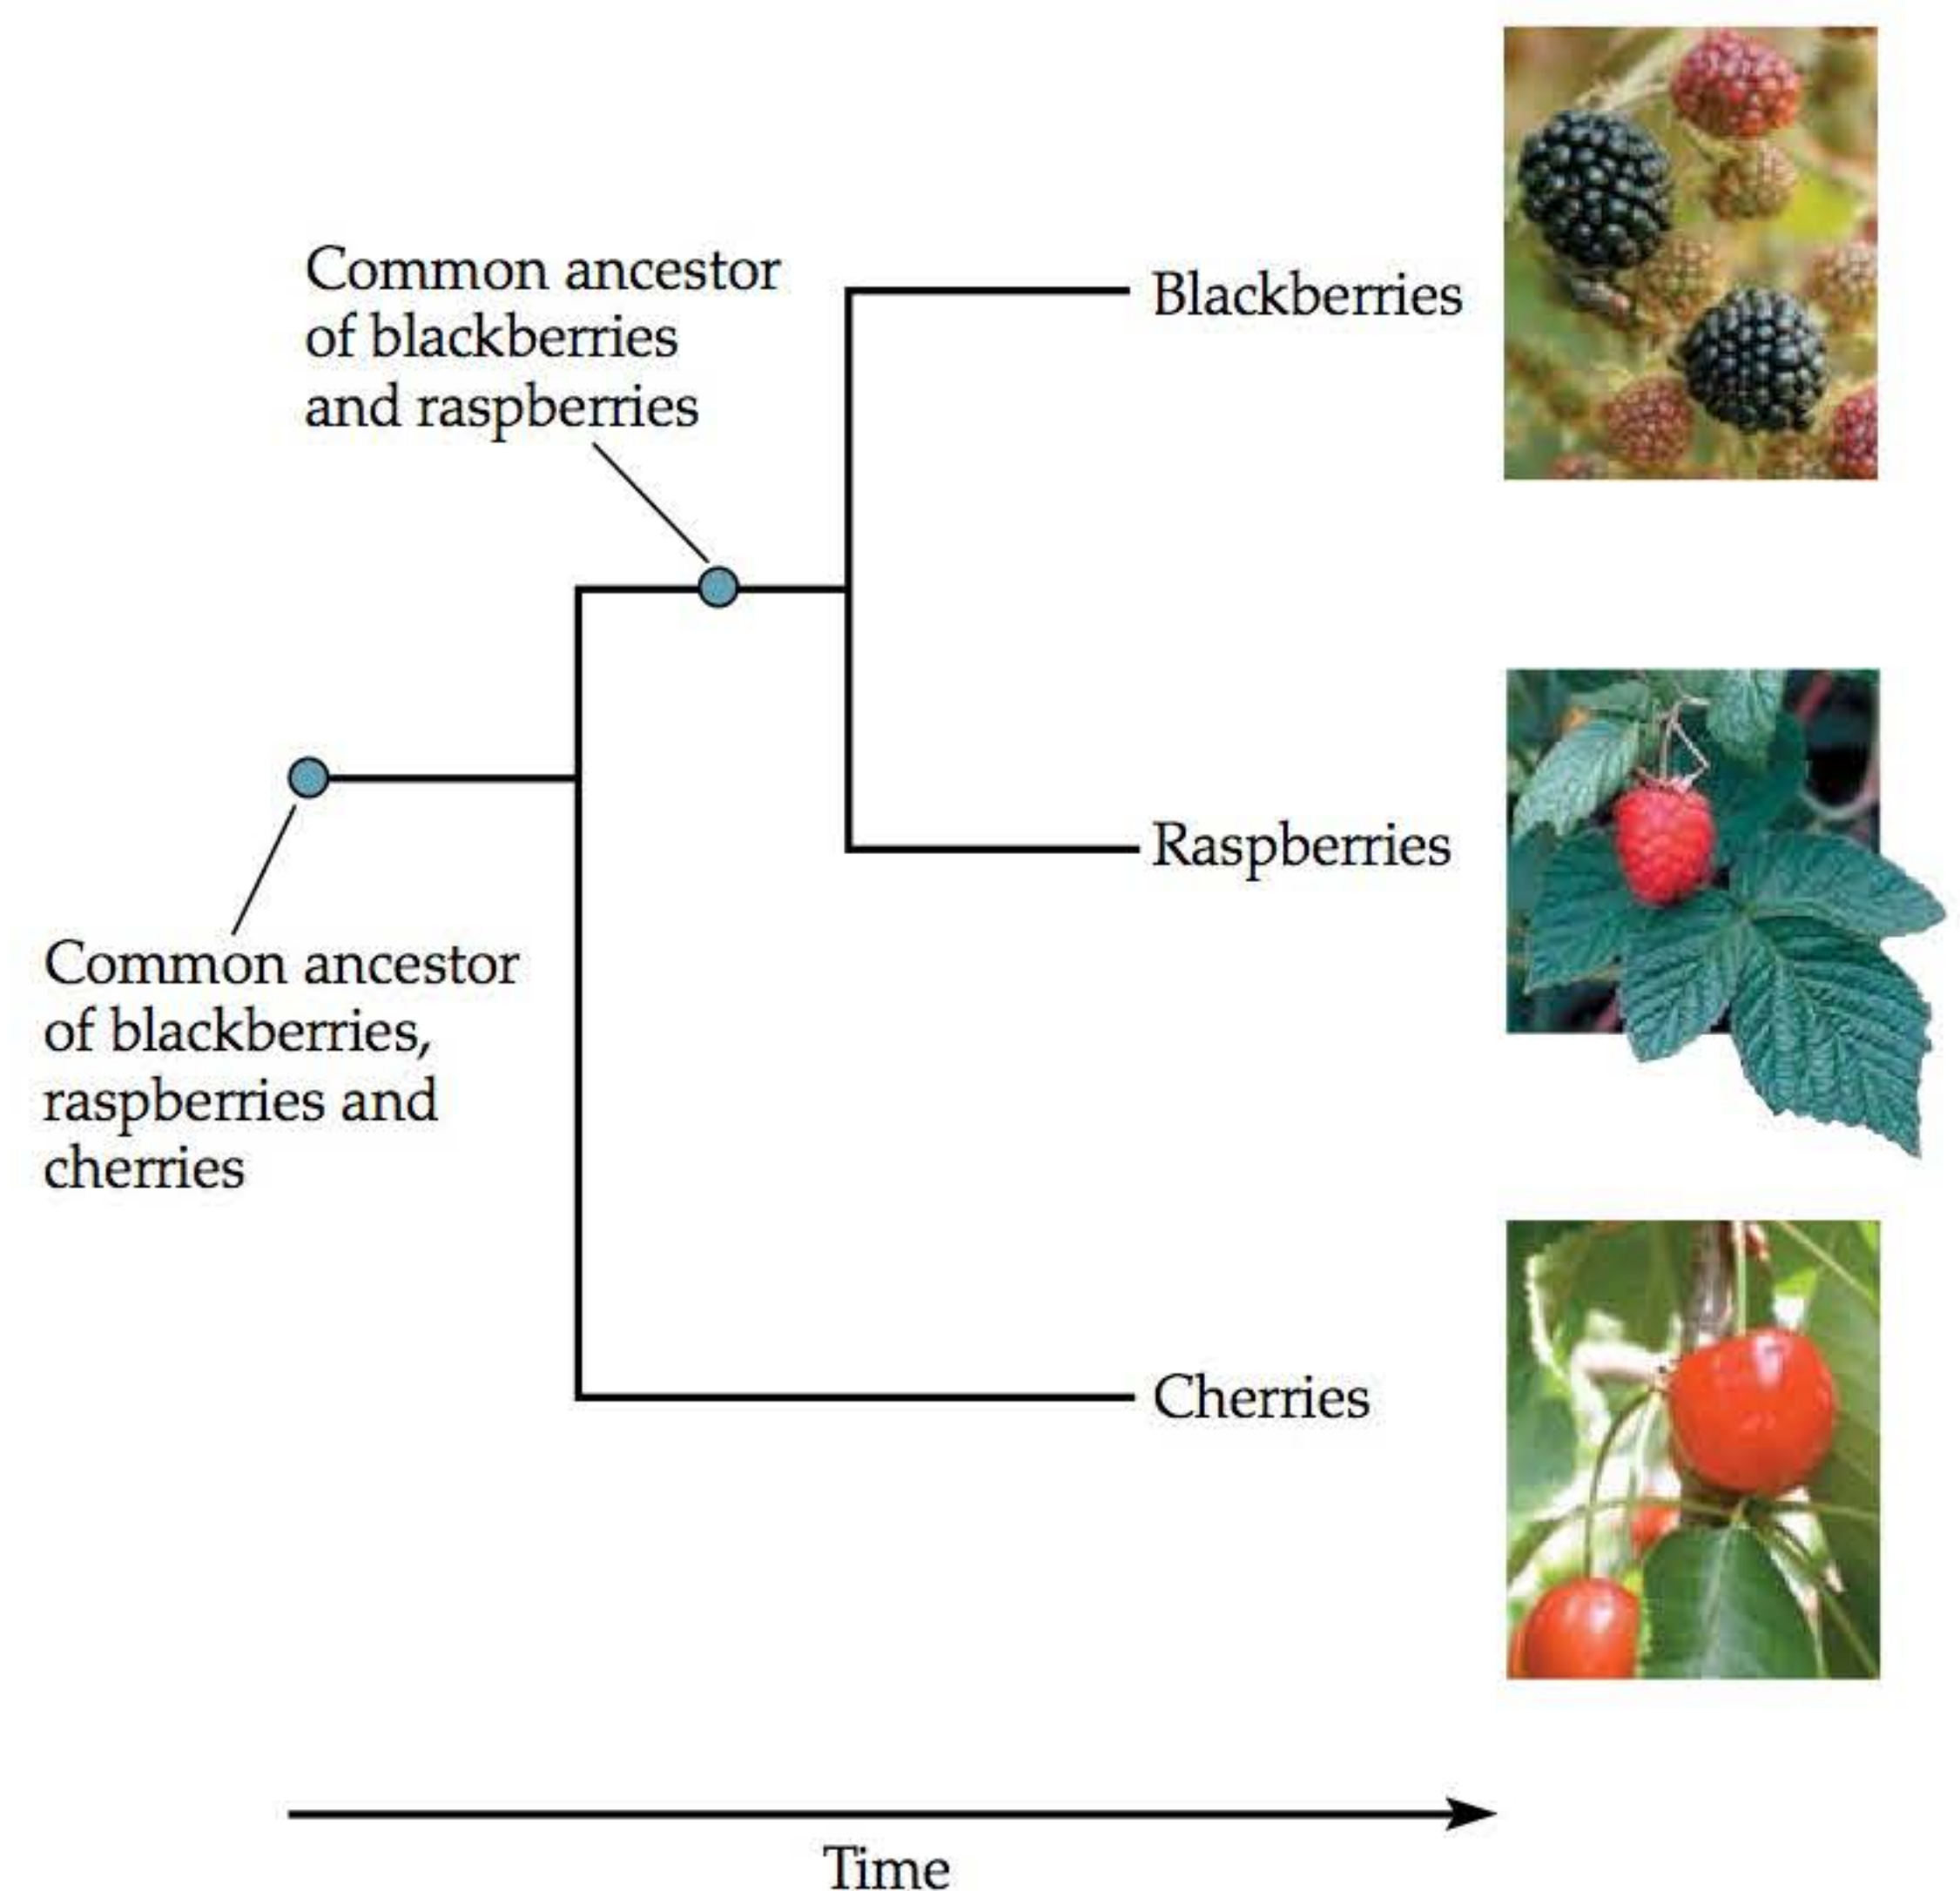 Common ancestor
of blackberries
and raspberries
Blackberries
Raspberries
Common ancestor
of blackberries,
raspberries and
cherries
Cherries
Time